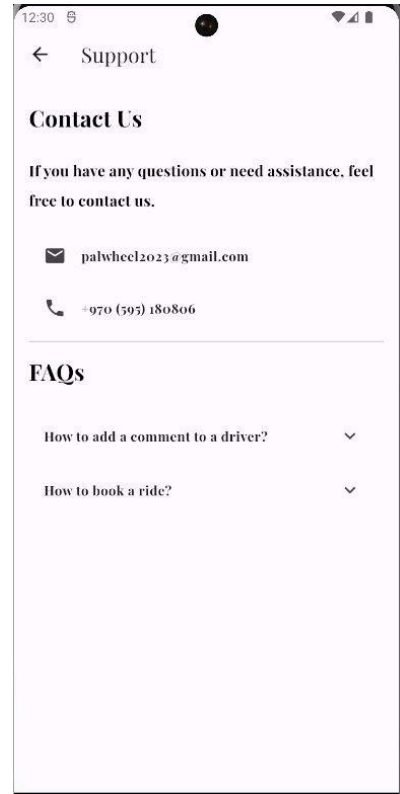 12:30
Support
Contact Us
If you have any questions or need assistance, feel
free to contact us.
palwheel2023@gmail.com
+970 (595) 180806
FAQs
How to add a comment to a driver?
How to book a ride?